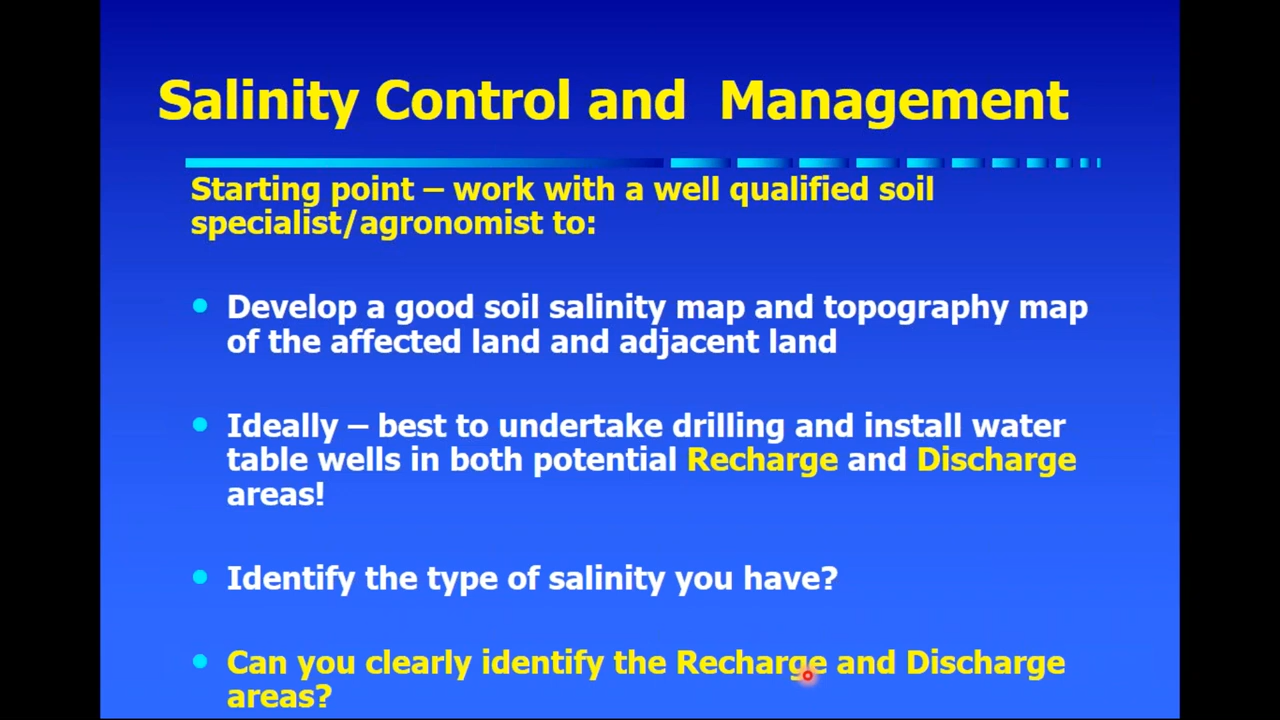 Salinity Control and  Management
Starting point – work with a well qualified soil
specialist/agronomist to:
Develop a good soil salinity map and topography map
of the affected land and adjacent land
Ideally – best to undertake drilling and install water
table wells in both potential Recharge and Discharge
areas!
Identify the type of salinity you have?
Can you clearly identify the Recharge and Discharge
areas?